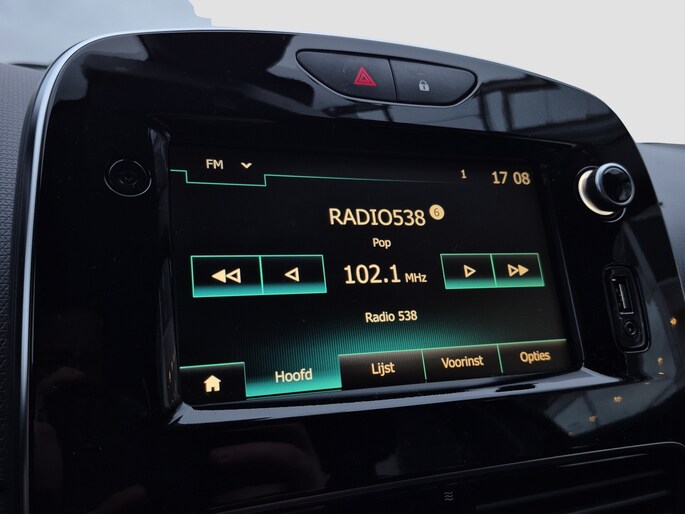 FM 1 17 08
RADIO538 6
Pop
102.1 MHz
Radio 538
Hoofd Lijst Voorinst Opties